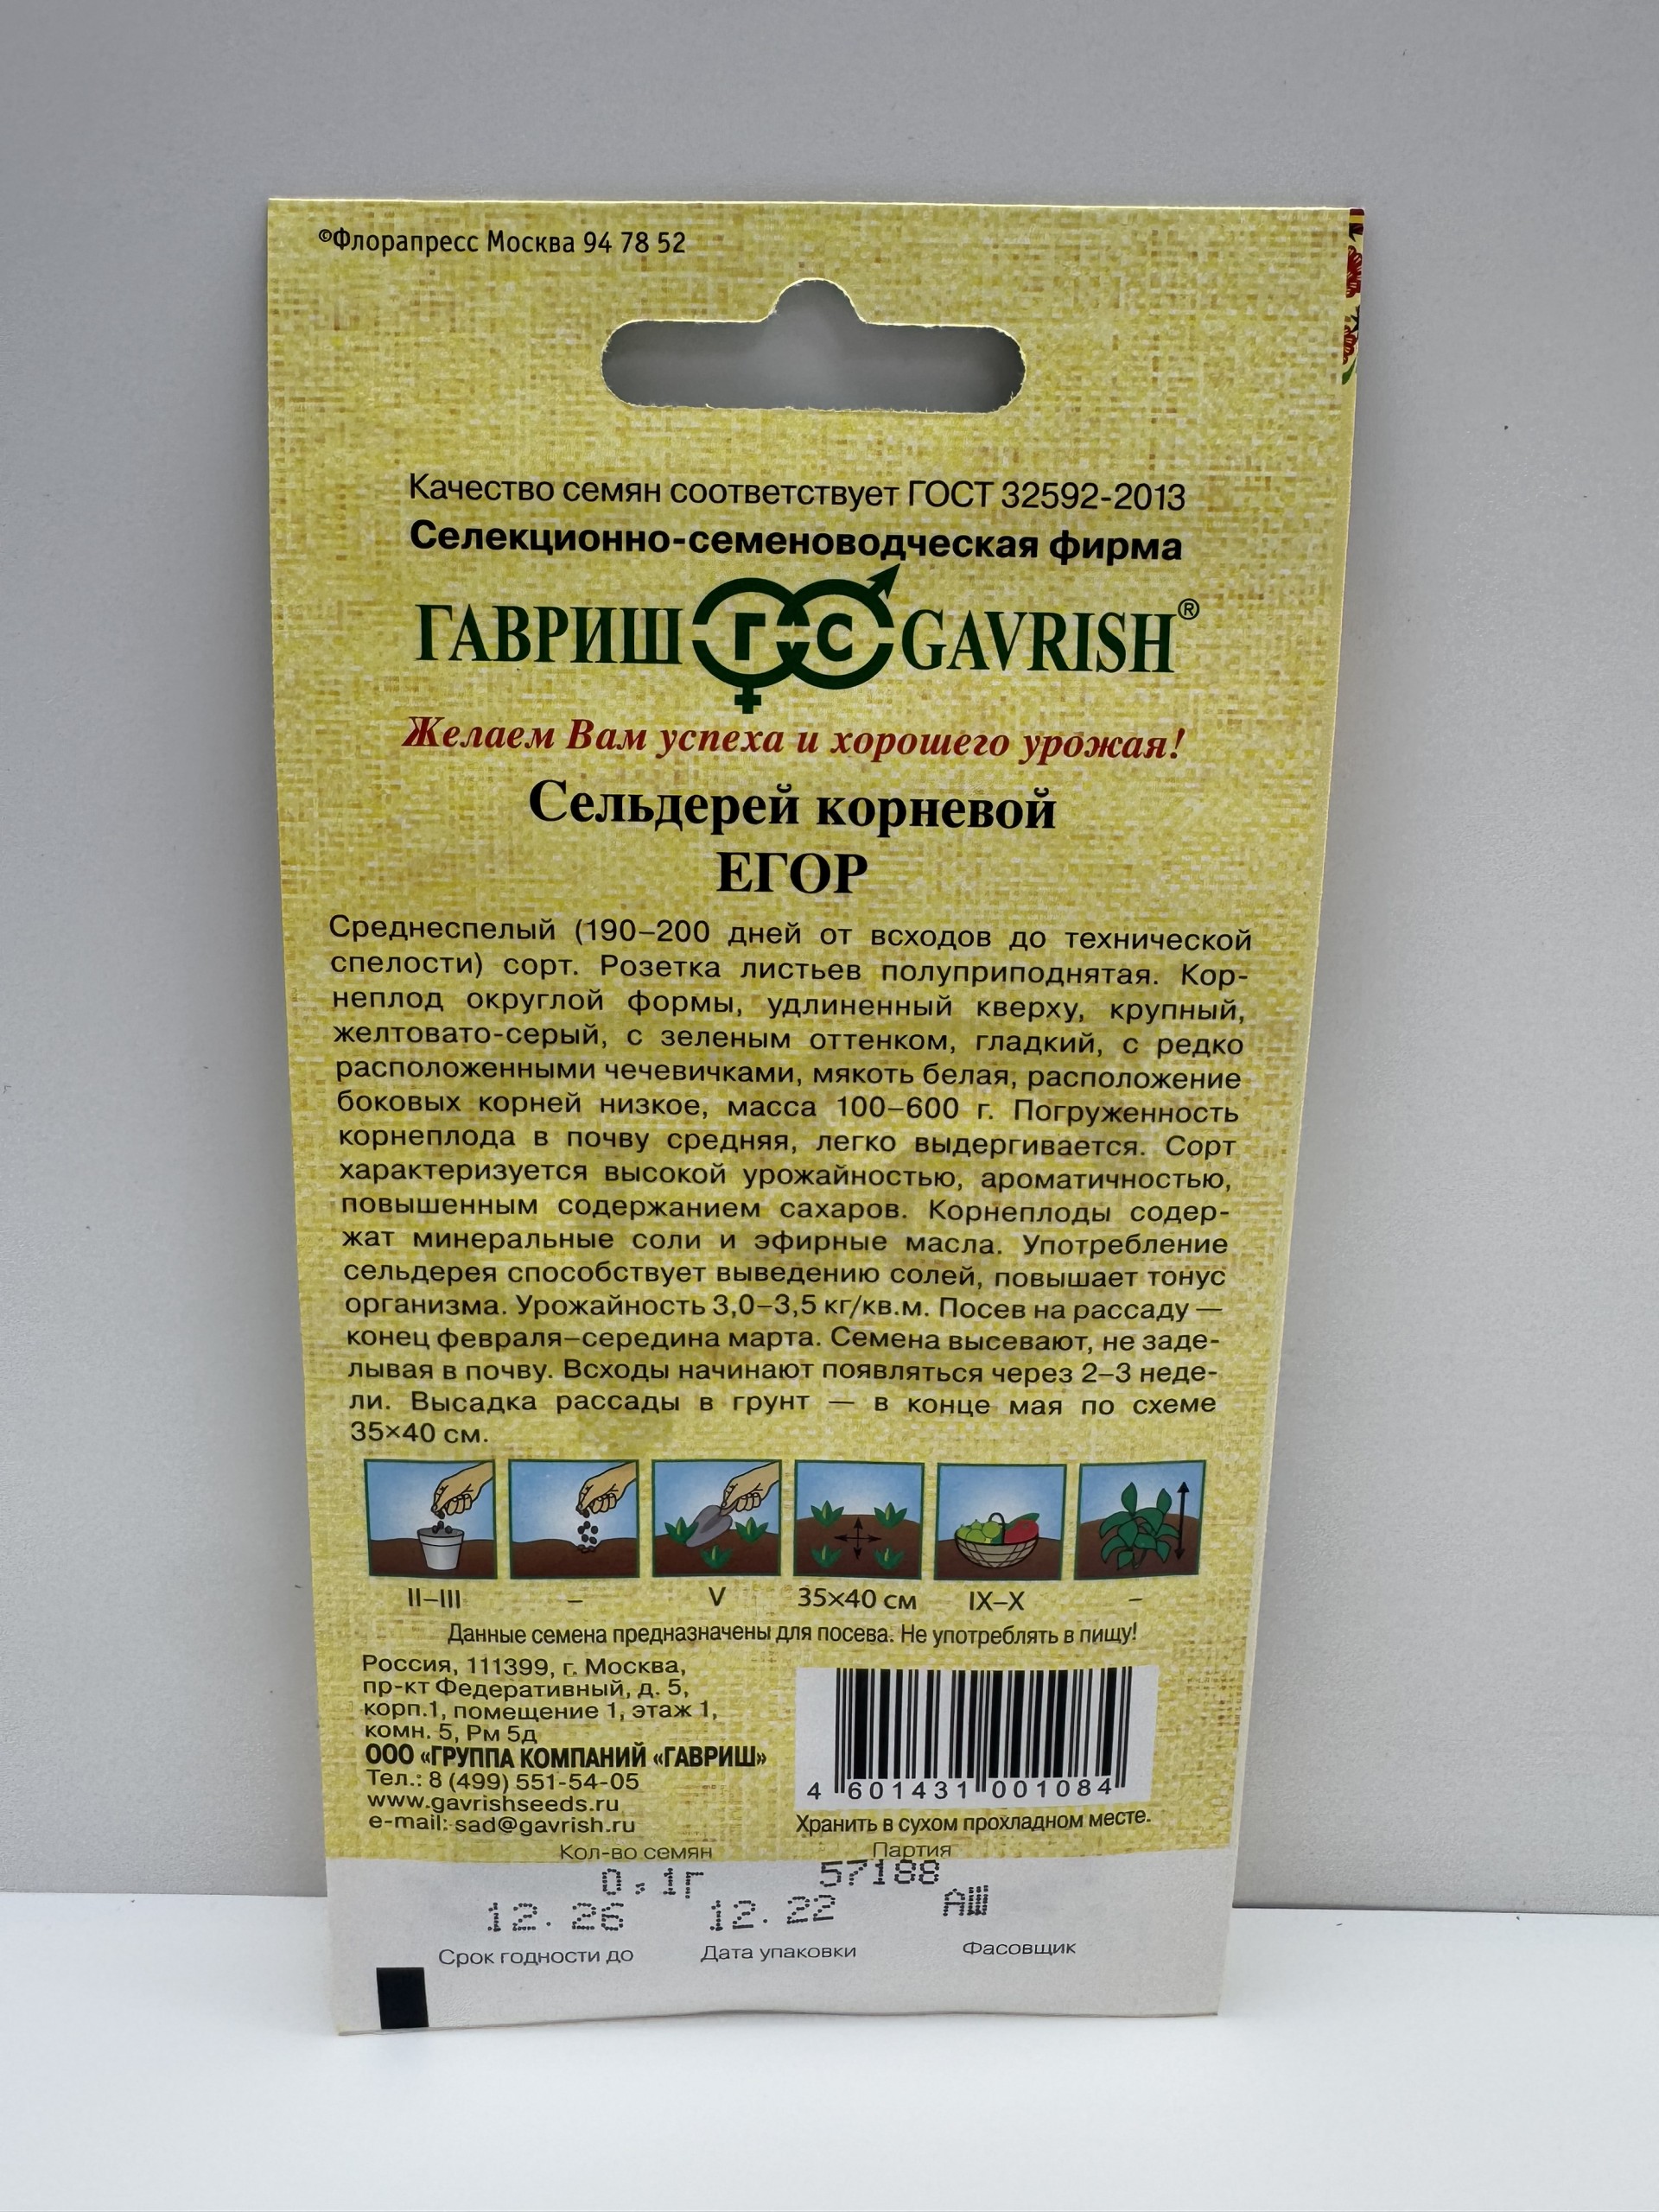 ©Флорапресс Москва 94 78 52
Качество семян соответствует ГОСТ 32592-2013
Селекционно-семеноводческая фирма
ГАВРИШ ГС GAVRISH®
Желаем Вам успеха и хорошего урожая!
Сельдерей корневой
ЕГОР
Среднеспелый (190–200 дней от всходов до технической
спелости) сорт. Розетка листьев полуприподнятая. Кор-
неплод округлой формы, удлиненный кверху, крупный,
желтовато-серый, с зеленым оттенком, гладкий, с редко
расположенными чечевичками, мякоть белая, расположение
боковых корней низкое, масса 100–600 г. Погруженность
корнеплода в почву средняя, легко выдергивается. Сорт
характеризуется высокой урожайностью, ароматичностью,
повышенным содержанием сахаров. Корнеплоды содер-
жат минеральные соли и эфирные масла. Употребление
сельдерея способствует выведению солей, повышает тонус
организма. Урожайность 3,0–3,5 кг/кв.м. Посев на рассаду —
конец февраля–середина марта. Семена высевают, не заде-
лывая в почву. Всходы начинают появляться через 2–3 неде-
ли. Высадка рассады в грунт — в конце мая по схеме
35×40 см.
II–III – V 35×40 см IX–X –
Данные семена предназначены для посева. Не употреблять в пищу!
Россия, 111399, г. Москва,
пр-кт Федеративный, д. 5,
корп.1, помещение 1, этаж 1,
комн. 5, Рм 5д
ООО «ГРУППА КОМПАНИЙ «ГАВРИШ»
Тел.: 8 (499) 551-54-05
www.gavrishseeds.ru
e-mail: sad@gavrish.ru
4 601431 001084
Хранить в сухом прохладном месте.
Кол-во семян Партия
0,1г 57188
12.26 12.22 АШ
Срок годности до Дата упаковки Фасовщик